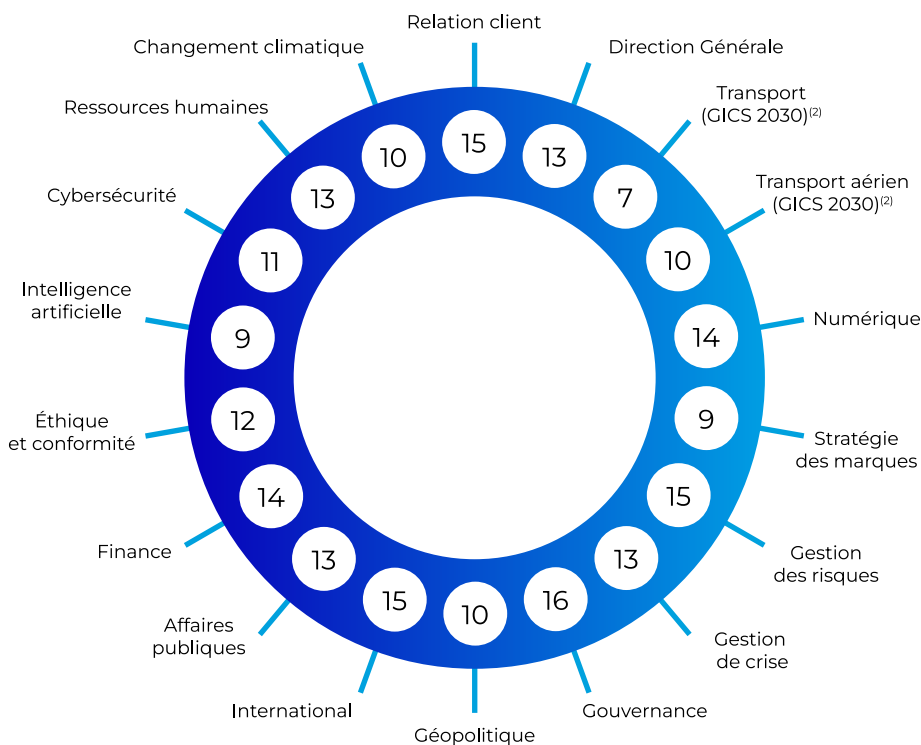 Relation client
15
Direction Générale
13
Transport
(GICS 2030)(2)
7
Transport aérien
(GICS 2030)(2)
10
Numérique
14
Stratégie
des marques
9
Gestion
des risques
15
Gestion
de crise
13
Gouvernance
16
Géopolitique
10
International
15
Affaires
publiques
13
Finance
14
Éthique
et conformité
12
Intelligence
artificielle
9
Cybersécurité
11
Ressources humaines
13
Changement climatique
10